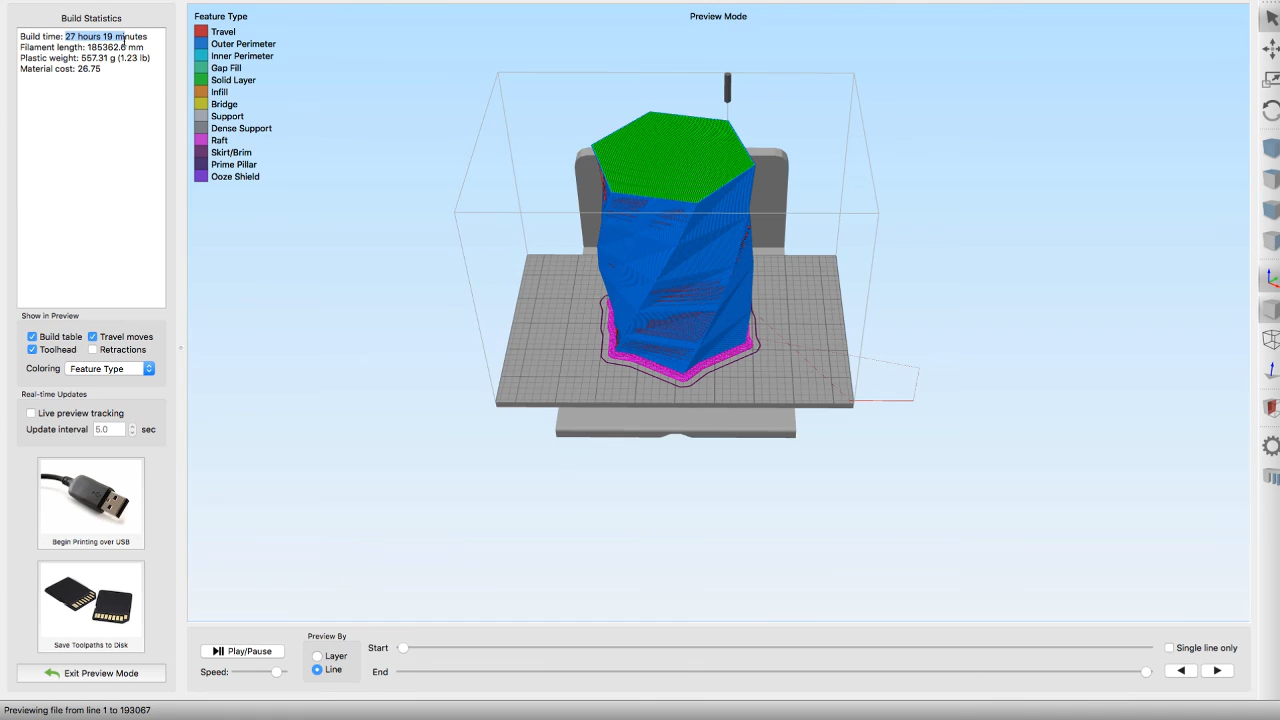 Build Statistics
Build time: 27 hours 19 minutes
Filament length: 185362.6 mm
Plastic weight: 557.31 g (1.23 lb)
Material cost: 26.75
Show in Preview
Build table
Travel moves
Toolhead
Retractions
Coloring
Feature Type
Real-time Updates
Live preview tracking
Update interval 5.0 sec
Begin Printing over USB
Save Toolpaths to Disk
Exit Preview Mode
Feature Type
Travel
Outer Perimeter
Inner Perimeter
Gap Fill
Solid Layer
Infill
Bridge
Support
Dense Support
Raft
Skirt/Brim
Prime Pillar
Ooze Shield
Preview Mode
Play/Pause
Speed:
Preview By
Layer
Line
Start
End
Single line only
Previewing file from line 1 to 193067